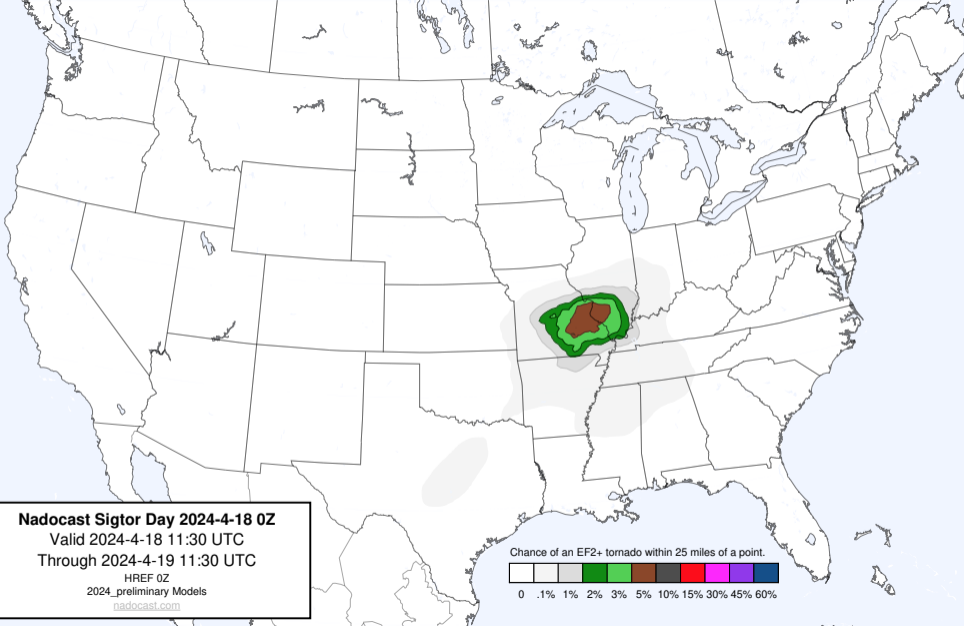 Nadocast Sigtor Day 2024-4-18 0Z
Valid 2024-4-18 11:30 UTC
Through 2024-4-19 11:30 UTC
HREF 0Z
2024_preliminary Models
nadocast.com
Chance of an EF2+ tornado within 25 miles of a point.
0 .1% 1% 2% 3% 5% 10% 15% 30% 45% 60%